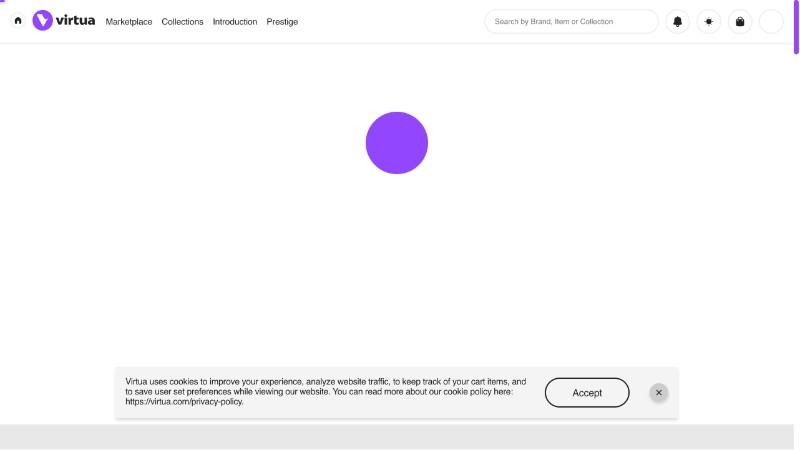 virtua Marketplace Collections Introduction Prestige Search by Brand, Item or Collection
Virtua uses cookies to improve your experience, analyze website traffic, to keep track of your cart items, and
to save user set preferences while viewing our website. You can read more about our cookie policy here:
https://virtua.com/privacy-policy.
Accept